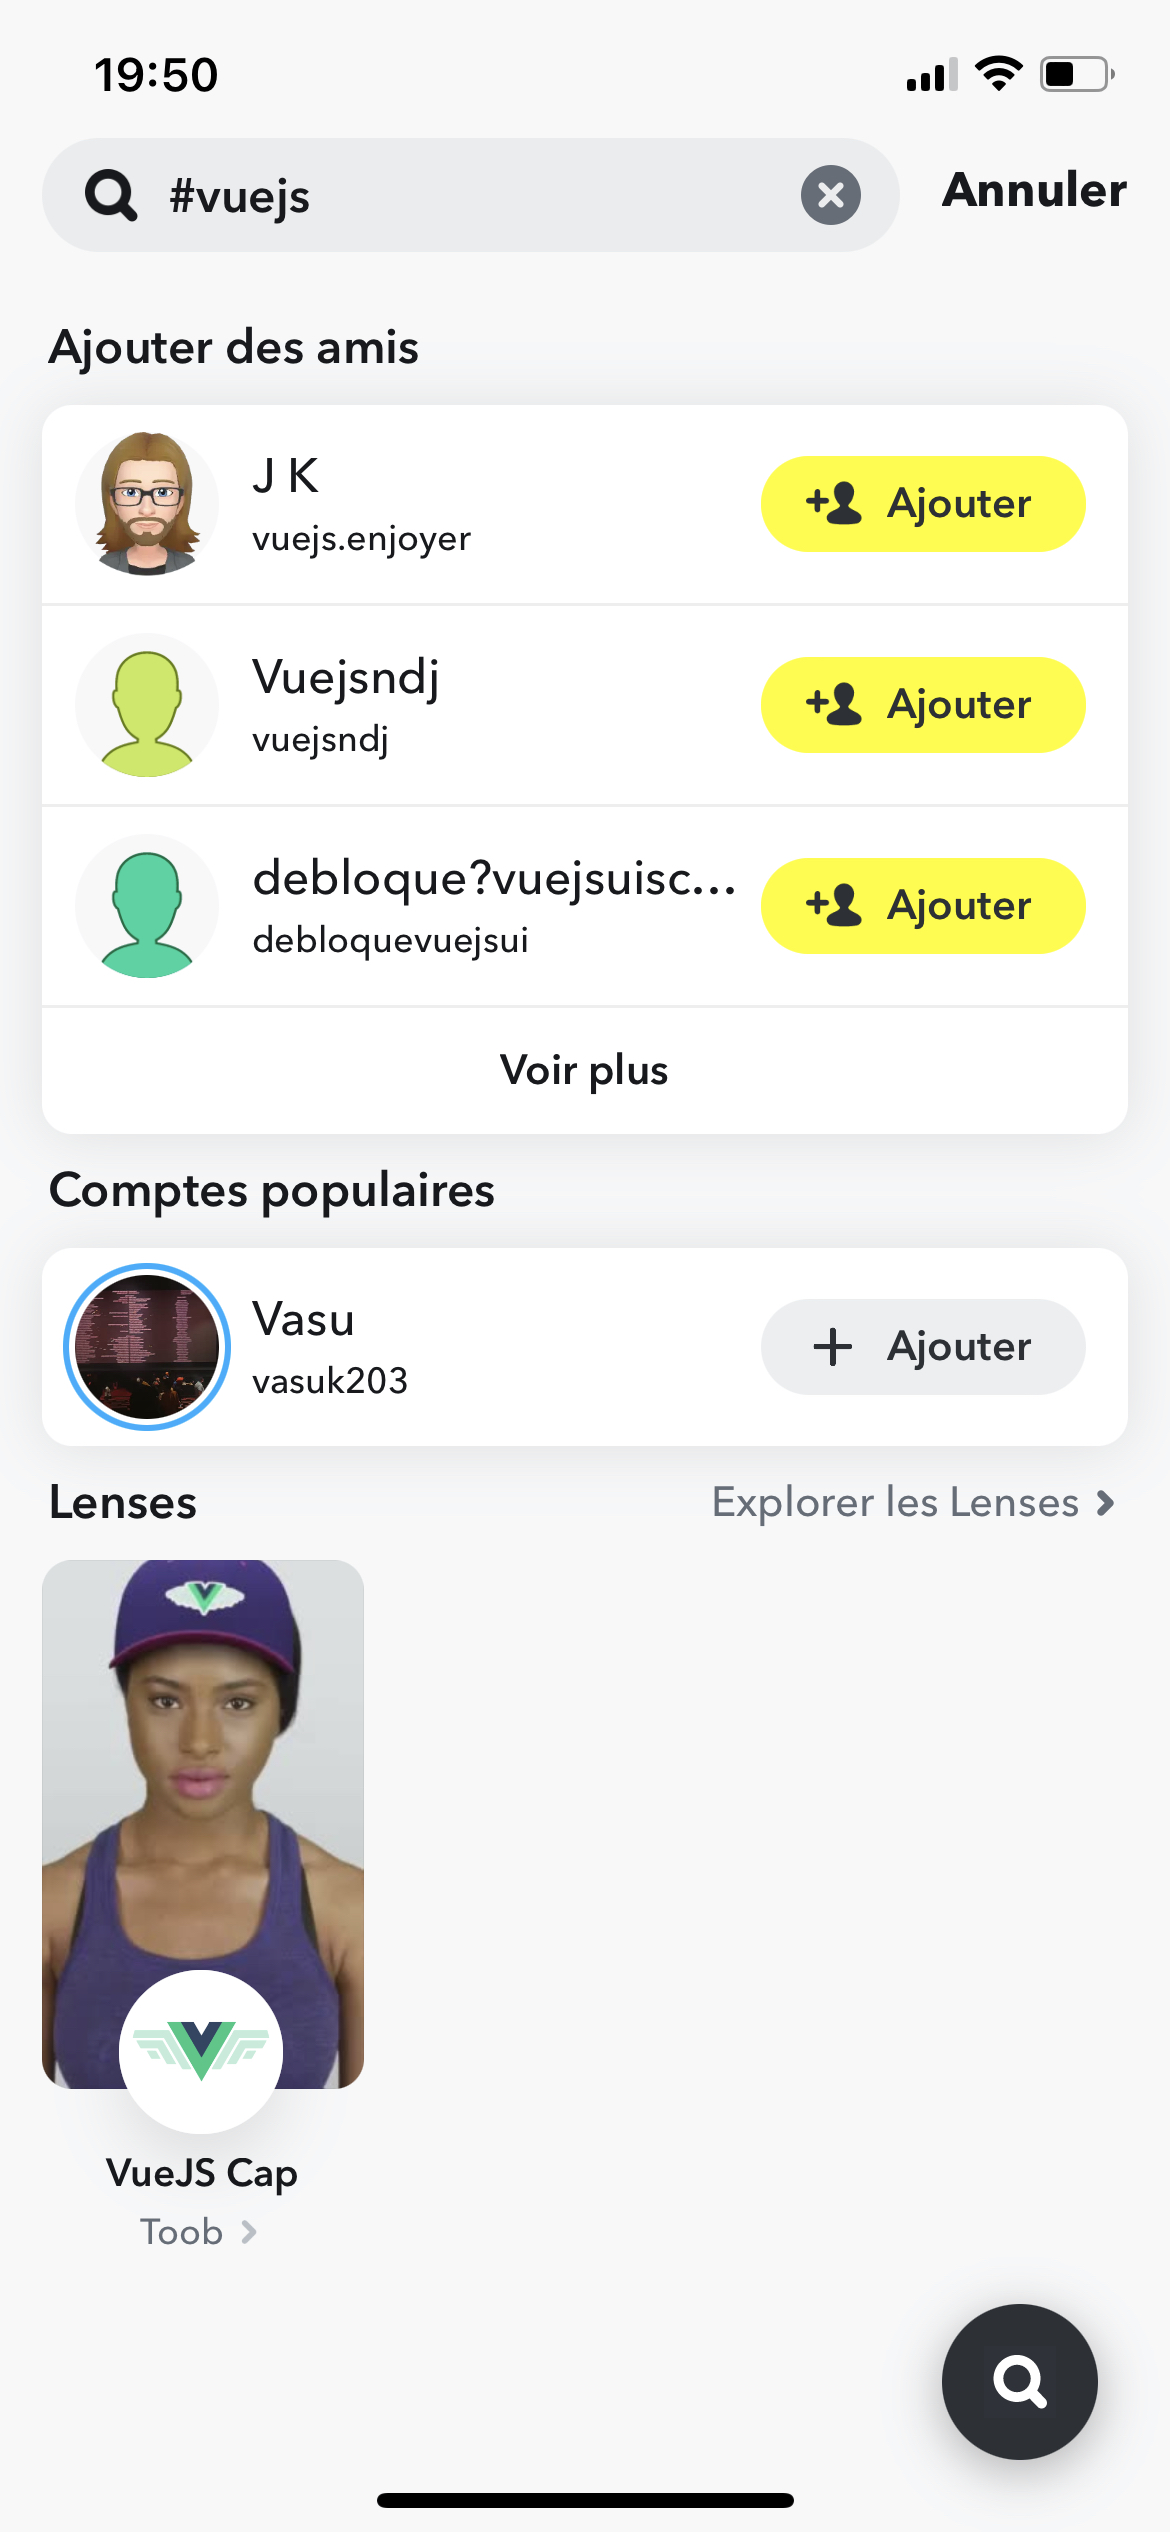 19:50
#vuejs
Annuler
Ajouter des amis
J K
vuejs.enjoyer
Ajouter
Vuejsndj
vuejsndj
Ajouter
debloque?vuejsuisc...
debloquevuejsui
Ajouter
Voir plus
Comptes populaires
Vasu
vasuk203
Ajouter
Lenses
Explorer les Lenses
VueJS Cap
Toob